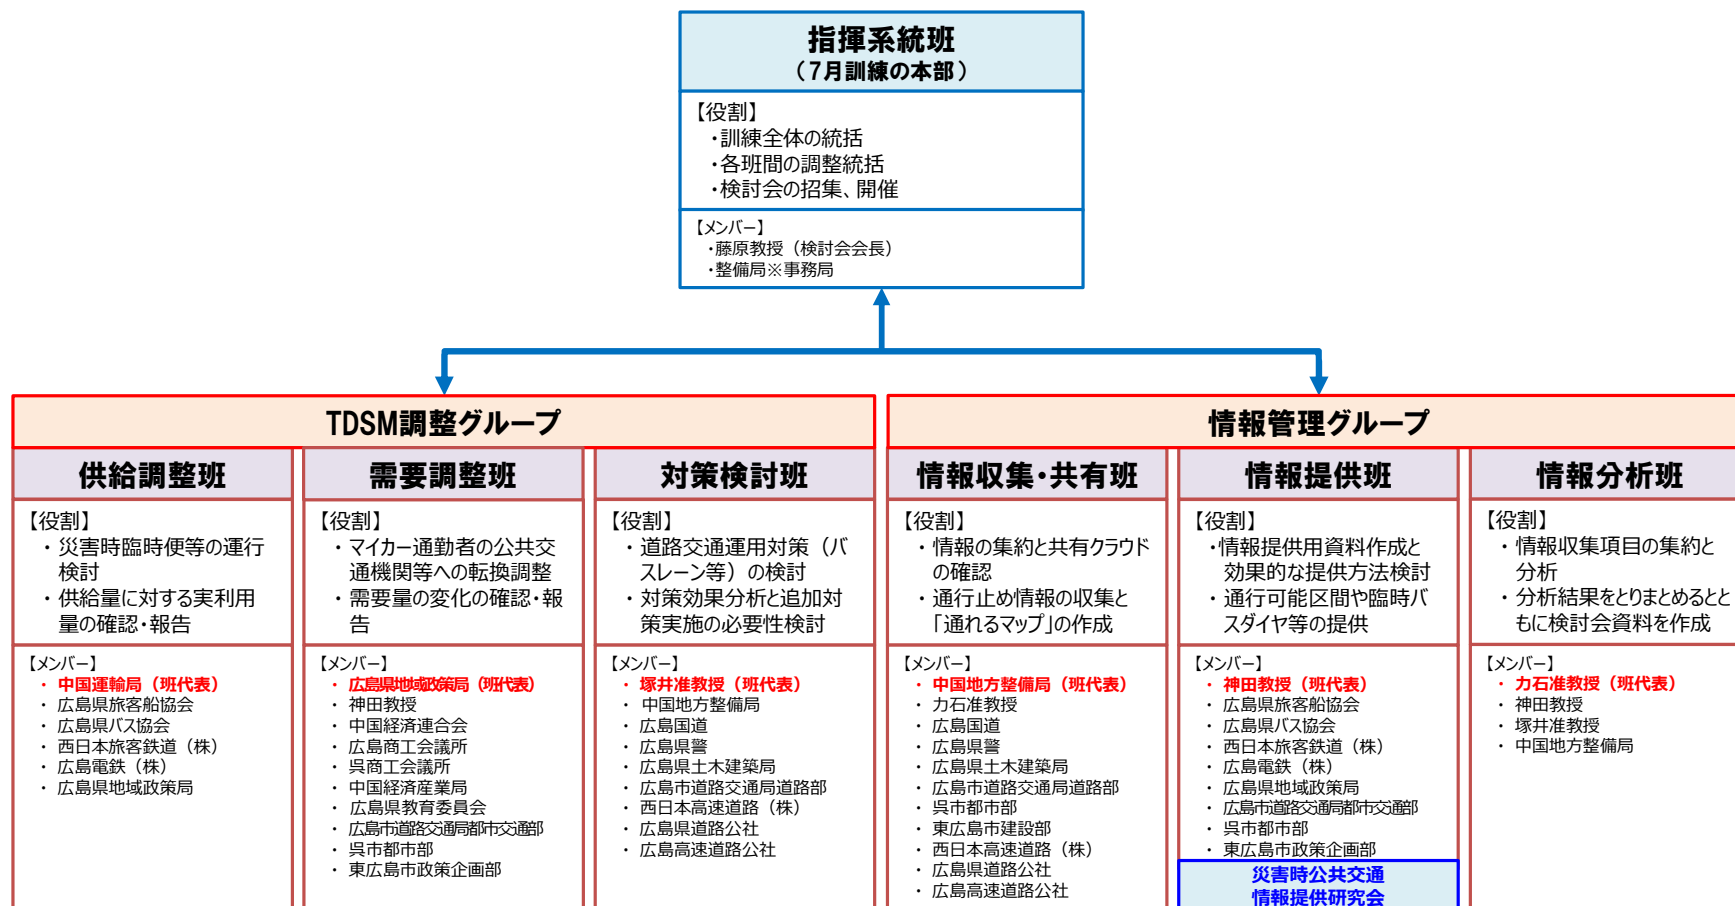 指揮系統班
（7月訓練の本部）
【役割】
・訓練全体の統括
・各班間の調整統括
・検討会の招集、開催
【メンバー】
・藤原教授（検討会会長）
・整備局※事務局
TDSM調整グループ
供給調整班
【役割】
・ 災害時臨時便等の運行
検討
・ 供給量に対する実利用
量の確認・報告
【メンバー】
・ 中国運輸局（班代表）
・ 広島県旅客船協会
・ 広島県バス協会
・ 西日本旅客鉄道（株）
・ 広島電鉄（株）
・ 広島県地域政策局
需要調整班
【役割】
・ マイカー通勤者の公共交
通機関等への転換調整
・ 需要量の変化の確認・報
告
【メンバー】
・ 広島県地域政策局（班代表）
・ 神田教授
・ 中国経済連合会
・ 広島商工会議所
・ 呉商工会議所
・ 中国経済産業局
・ 広島県教育委員会
・ 広島市道路交通局都市交通部
・ 呉市都市部
・ 東広島市政策企画部
対策検討班
【役割】
・ 道路交通運用対策（バ
スレーン等）の検討
・ 対策効果分析と追加対
策実施の必要性検討
【メンバー】
・ 塚井准教授（班代表）
・ 中国地方整備局
・ 広島国道
・ 広島県警
・ 広島県土木建築局
・ 広島市道路交通局道路部
・ 西日本高速道路（株）
・ 広島県道路公社
・ 広島高速道路公社
情報管理グループ
情報収集・共有班
【役割】
・ 情報の集約と共有クラウド
の確認
・ 通行止め情報の収集と
「通れるマップ」の作成
【メンバー】
・ 中国地方整備局（班代表）
・ 力石准教授
・ 広島国道
・ 広島県警
・ 広島県土木建築局
・ 広島市道路交通局道路部
・ 呉市都市部
・ 東広島市建設部
・ 西日本高速道路（株）
・ 広島県道路公社
・ 広島高速道路公社
情報提供班
【役割】
・情報提供用資料作成と
効果的な提供方法検討
・ 通行可能区間や臨時バ
スダイヤ等の提供
【メンバー】
・ 神田教授（班代表）
・ 広島県旅客船協会
・ 広島県バス協会
・ 西日本旅客鉄道（株）
・ 広島電鉄（株）
・ 広島県地域政策局
・ 広島市道路交通局都市交通部
・ 呉市都市部
・ 東広島市政策企画部
災害時公共交通
情報提供研究会
情報分析班
【役割】
・ 情報収集項目の集約と
分析
・ 分析結果をとりまとめるとと
もに検討会資料を作成
【メンバー】
・ 力石准教授（班代表）
・ 神田教授
・ 塚井准教授
・ 中国地方整備局